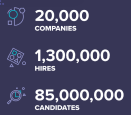 20,000
COMPANIES
1,300,000
HIRES
85,000,000
CANDIDATES